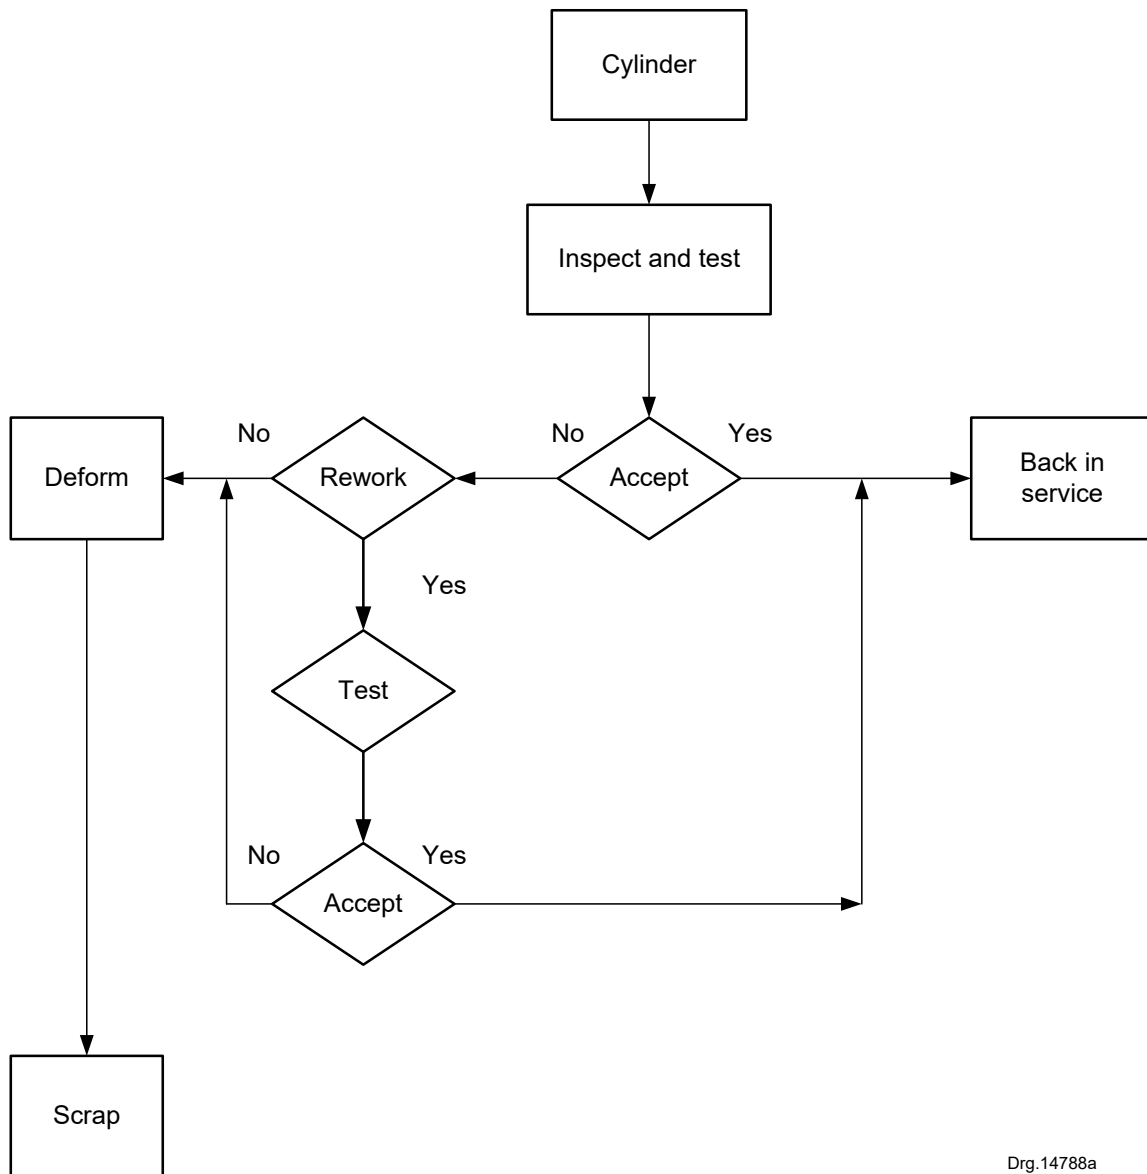 Cylinder
Inspect and test
No
No
Yes
Deform
Rework
Accept
Back in
service
Yes
Test
No
Yes
Accept
Scrap
Drg.14788a